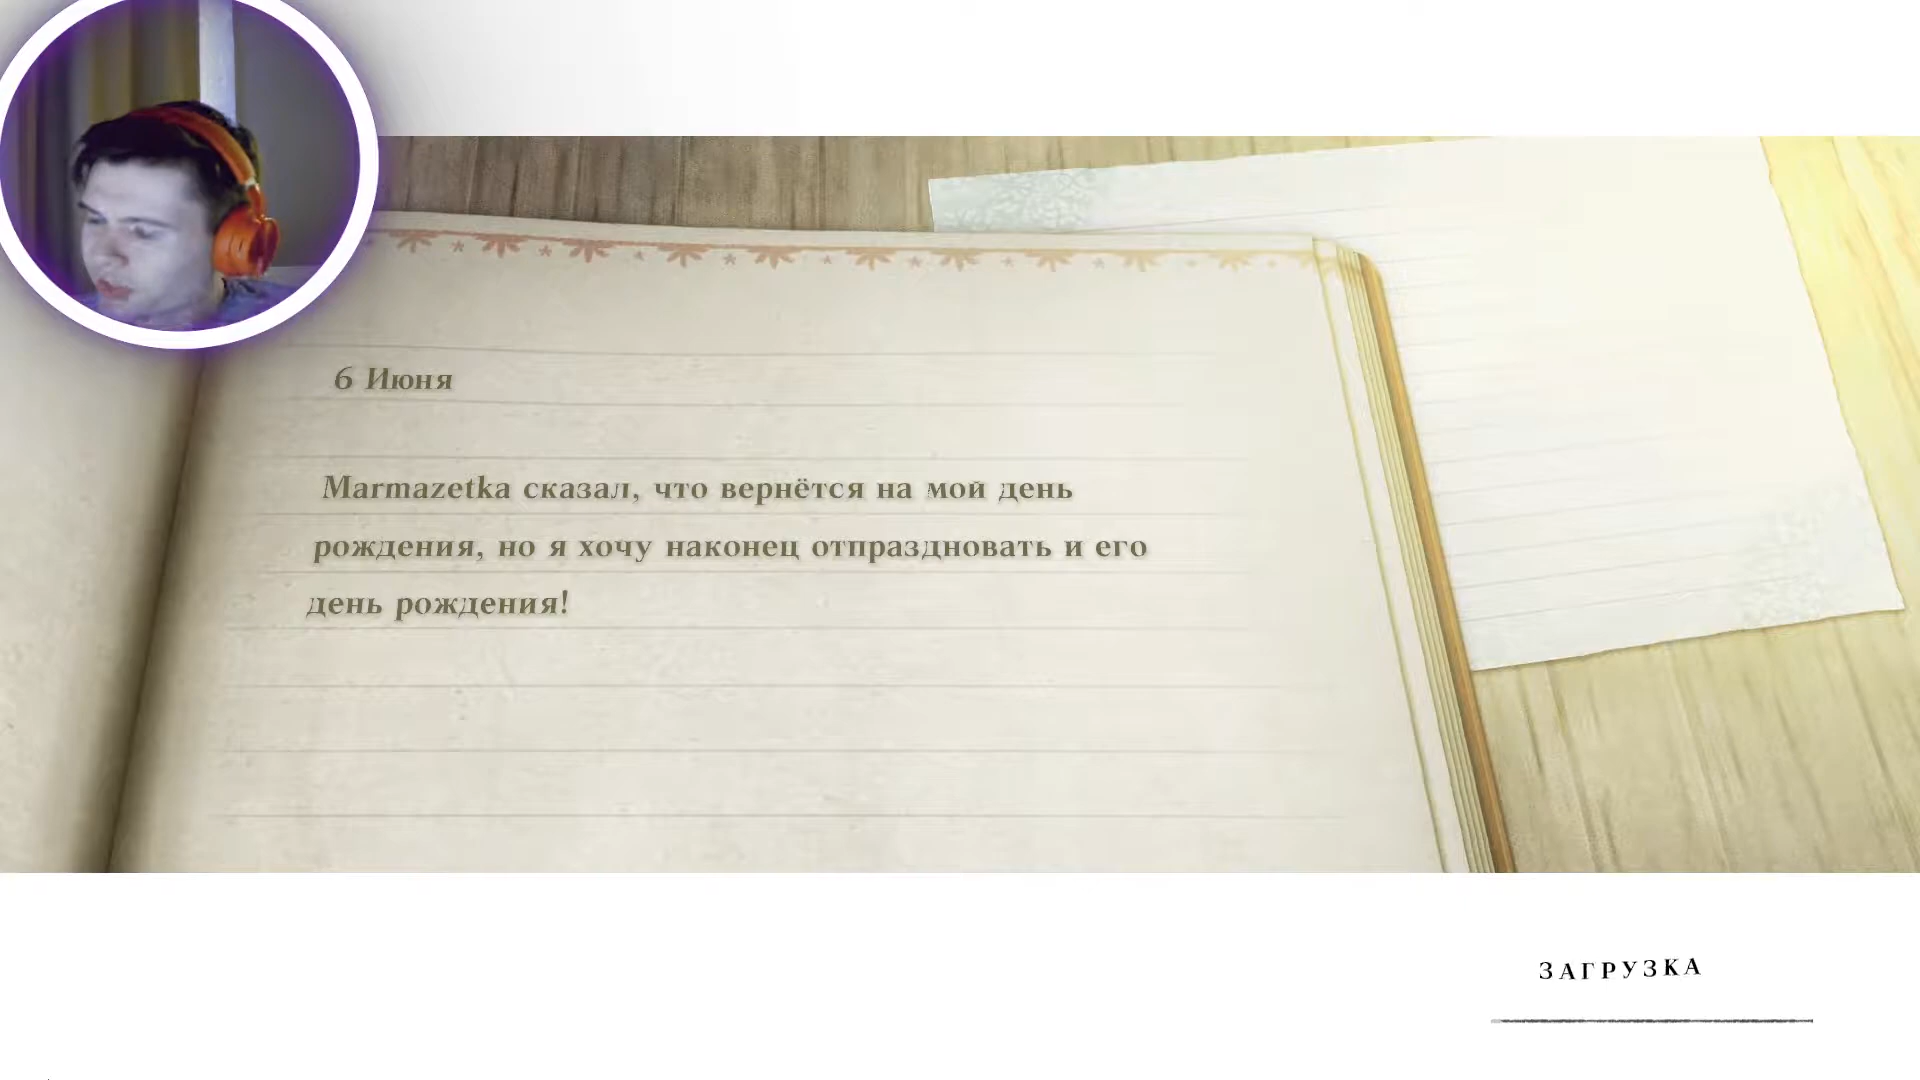 6 Июня
Marmazetka сказал, что вернётся на мой день
рождения, но я хочу наконец отпраздновать и его
день рождения!
ЗАГРУЗКА